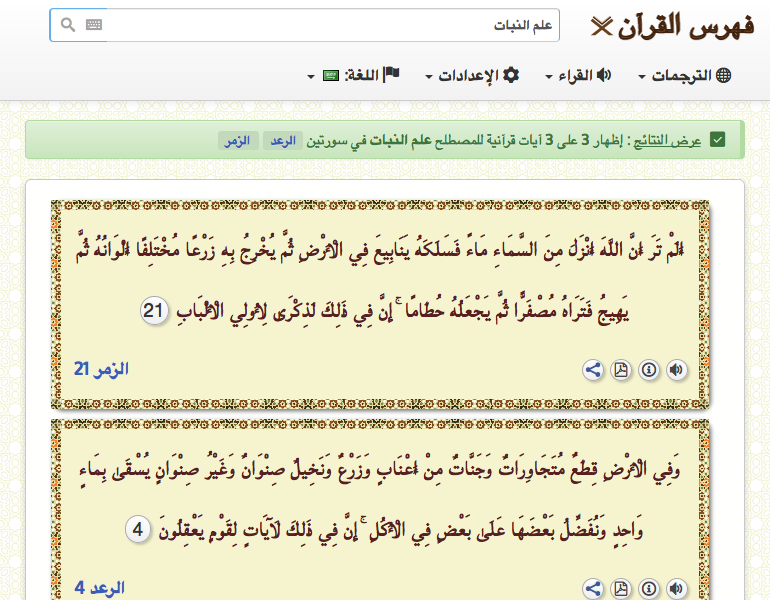 فهرس القرآن
علم النبات
الترجمات
القراء
الإعدادات
اللغة:
عرض النتائج : إظهار 3 على 3 آيات قرآنية للمصطلح علم النبات في سورتين الرعد الزمر
أَلَمْ تَرَ أَنَّ اللَّهَ أَنْزَلَ مِنَ السَّمَاءِ مَاءً فَسَلَكَهُ يَنَابِيعَ فِي الْأَرْضِ ثُمَّ يُخْرِجُ بِهِ زَرْعًا مُخْتَلِفًا أَلْوَانُهُ ثُمَّ
يَهِيجُ فَتَرَاهُ مُصْفَرًّا ثُمَّ يَجْعَلُهُ حُطَامًا ۚ إِنَّ فِي ذَٰلِكَ لَذِكْرَىٰ لِأُولِي الْأَلْبَابِ 21
الزمر 21
وَفِي الْأَرْضِ قِطَعٌ مُتَجَاوِرَاتٌ وَجَنَّاتٌ مِنْ أَعْنَابٍ وَزَرْعٌ وَنَخِيلٌ صِنْوَانٌ وَغَيْرُ صِنْوَانٍ يُسْقَىٰ بِمَاءٍ
وَاحِدٍ وَنُفَضِّلُ بَعْضَهَا عَلَىٰ بَعْضٍ فِي الْأُكُلِ ۚ إِنَّ فِي ذَٰلِكَ لَآيَاتٍ لِقَوْمٍ يَعْقِلُونَ 4
الرعد 4